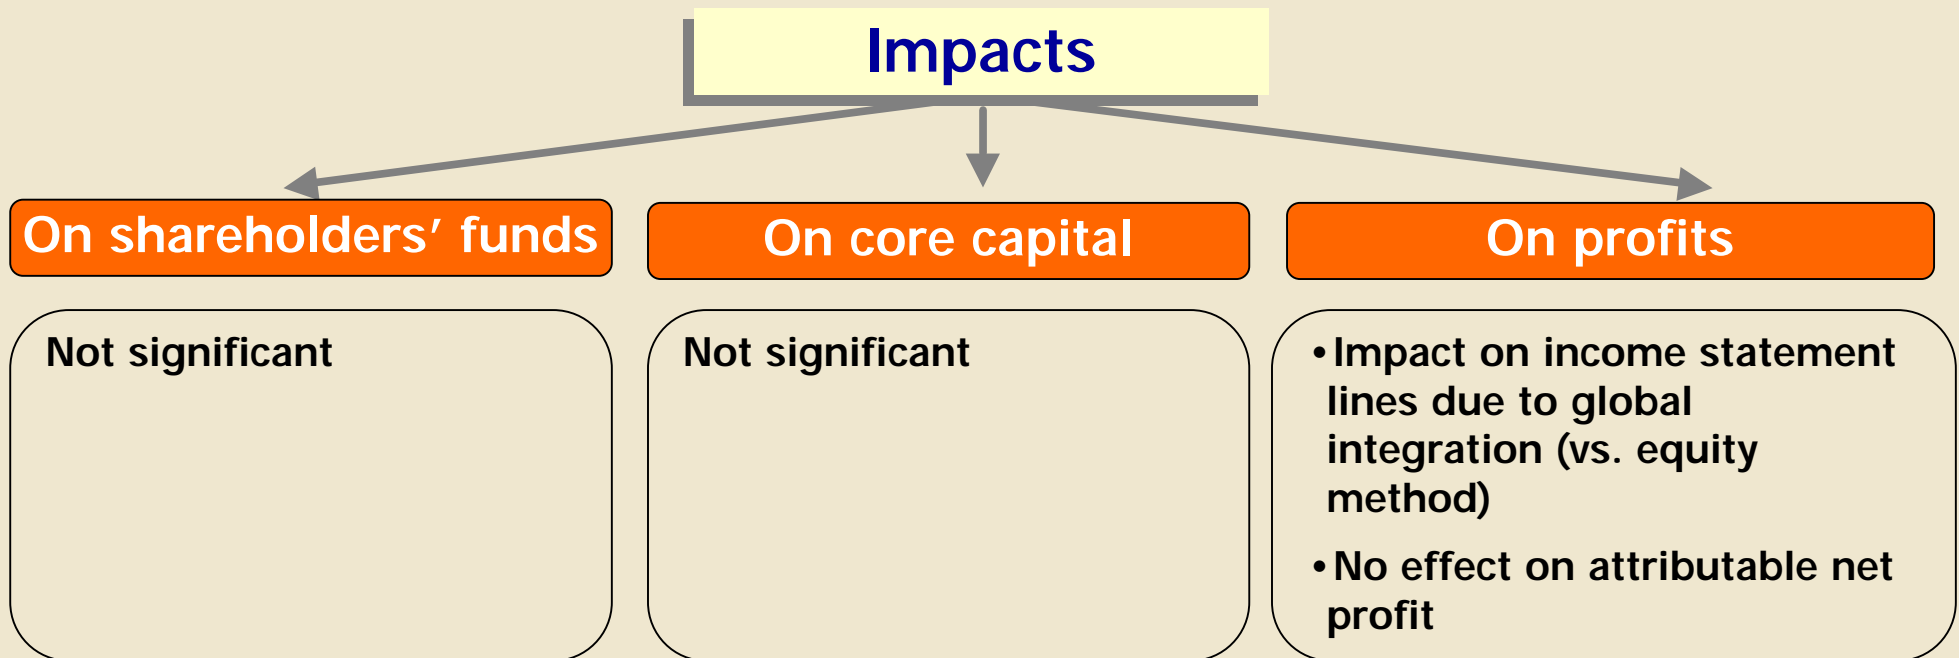 Impacts
On shareholders’ funds
On core capital
On profits
Not significant
Not significant
•Impact on income statement
lines due to global
integration (vs. equity
method)
•No effect on attributable net
profit